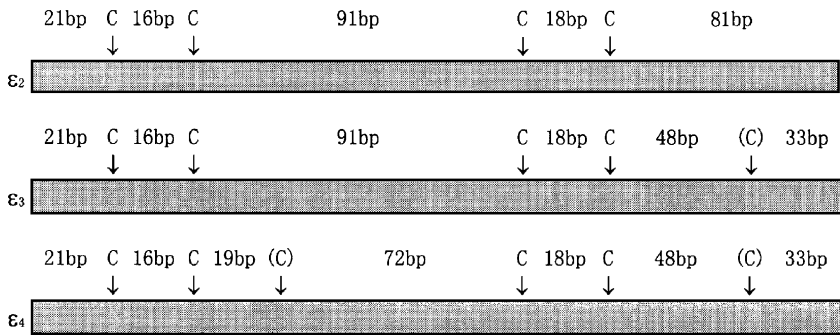 21bp C 16bp C 91bp C 18bp C 81bp
ε2
21bp C 16bp C 91bp C 18bp C 48bp (C) 33bp
ε3
21bp C 16bp C 19bp (C) 72bp C 18bp C 48bp (C) 33bp
ε4